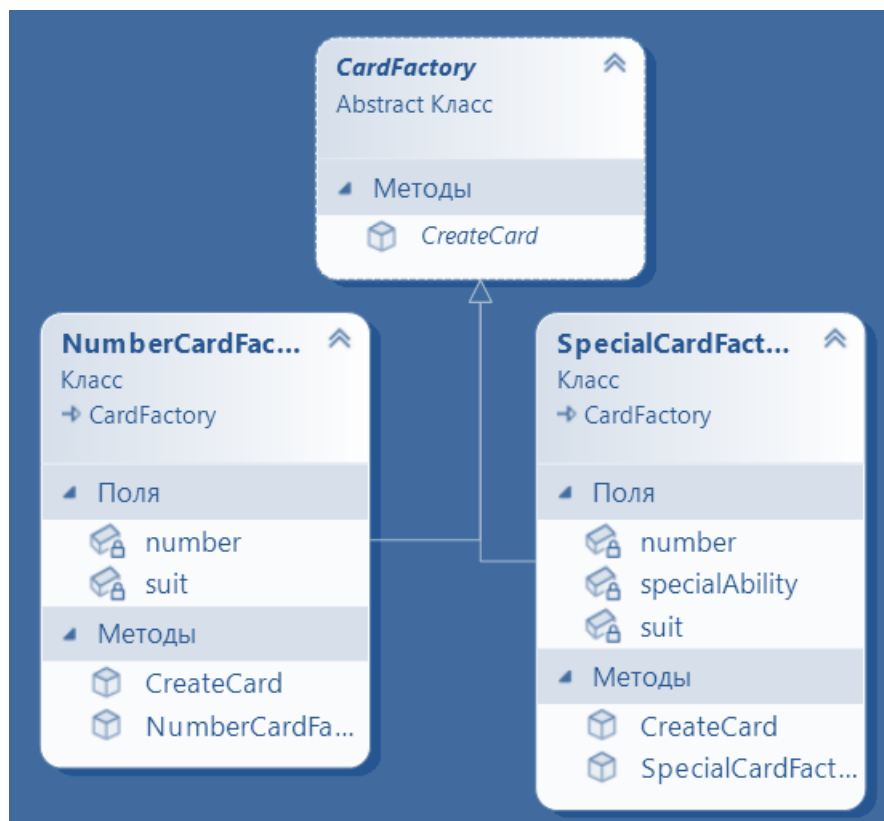 CardFactory
Abstract Класс
Методы
CreateCard
NumberCardFac...
Класс
CardFactory
Поля
number
suit
Методы
CreateCard
NumberCardFa...
SpecialCardFact...
Класс
CardFactory
Поля
number
specialAbility
suit
Методы
CreateCard
SpecialCardFact...